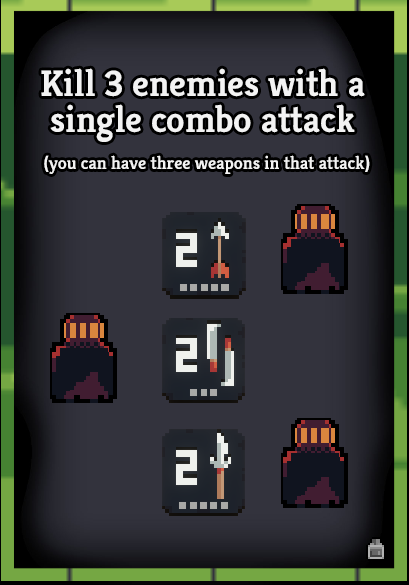 Kill 3 enemies with a
single combo attack
(you can have three weapons in that attack)
2
2
2